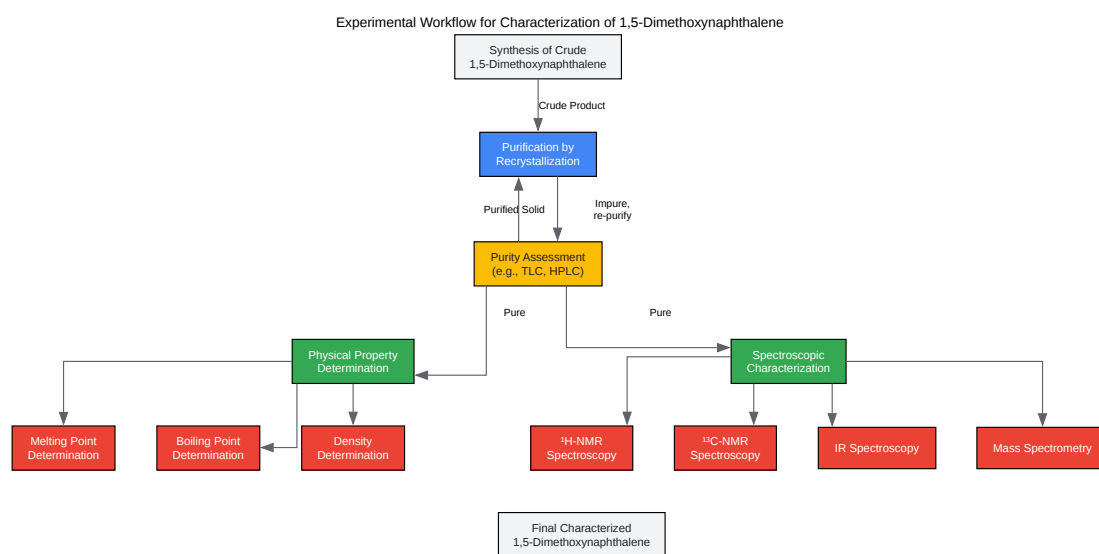 Experimental Workflow for Characterization of 1,5-Dimethoxynaphthalene
Synthesis of Crude
1,5-Dimethoxynaphthalene
Crude Product
Purification by
Recrystallization
Purified Solid
Impure,
re-purify
Purity Assessment
(e.g., TLC, HPLC)
Pure
Pure
Physical Property
Determination
Spectroscopic
Characterization
Melting Point
Determination
Boiling Point
Determination
Density
Determination
¹H-NMR
Spectroscopy
¹³C-NMR
Spectroscopy
IR Spectroscopy
Mass Spectrometry
Final Characterized
1,5-Dimethoxynaphthalene